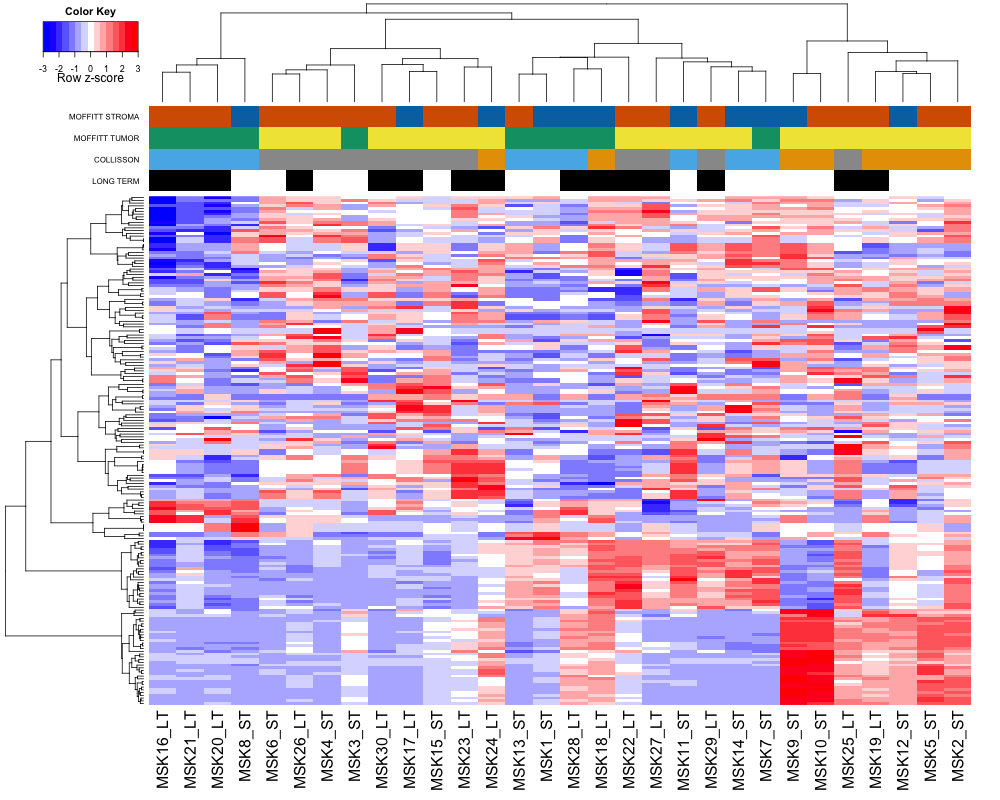 Color Key
-3 -2 -1 0 1 2 3
Row z-score
MOFFITT STROMA
MOFFITT TUMOR
COLLISSON
LONG TERM
MSK16_LT
MSK21_LT
MSK20_LT
MSK8_ST
MSK6_ST
MSK26_LT
MSK4_ST
MSK3_ST
MSK30_LT
MSK17_LT
MSK15_ST
MSK23_LT
MSK24_LT
MSK13_ST
MSK1_ST
MSK28_LT
MSK18_LT
MSK22_LT
MSK27_LT
MSK11_ST
MSK29_LT
MSK14_ST
MSK7_ST
MSK9_ST
MSK10_ST
MSK25_LT
MSK19_LT
MSK12_ST
MSK5_ST
MSK2_ST